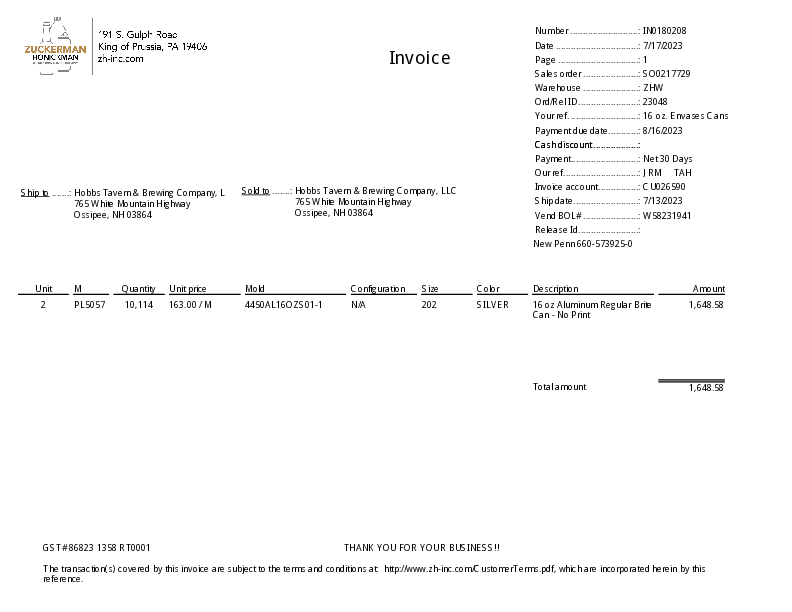 191 S. Gulph Road
King of Prussia, PA 19406
zh-inc.com
ZUCKERMAN
HONICKMAN
Invoice
Number..........................: IN0180208
Date ..............................: 7/17/2023
Page ..............................: 1
Sales order ....................: SO0217729
Warehouse ....................: ZHW
Ord/Rel ID.......................: 23048
Your ref...........................: 16 oz. Envases Cans
Payment due date............: 8/16/2023
Cash discount..................:
Payment.........................: Net 30 Days
Our ref............................: JRM TAH
Invoice account...............: CU026590
Ship date.........................: 7/13/2023
Vend BOL#......................: W58231941
Release Id.......................:
New Penn 660-573925-0
Ship to .......: Hobbs Tavern & Brewing Company, L
765 White Mountain Highway
Ossipee, NH 03864
Sold to .......: Hobbs Tavern & Brewing Company, LLC
765 White Mountain Highway
Ossipee, NH 03864
Unit M Quantity Unit price Mold Configuration Size Color Description Amount
2 PL5057 10,114 163.00 / M 4450AL16OZS01-1 N/A 202 SILVER 16 oz Aluminum Regular Brite 1,648.58
Can - No Print
Total amount 1,648.58
GST # 86823 1358 RT0001 THANK YOU FOR YOUR BUSINESS!!
The transaction(s) covered by this invoice are subject to the terms and conditions at: http://www.zh-inc.com/CustomerTerms.pdf, which are incorporated herein by this
reference.